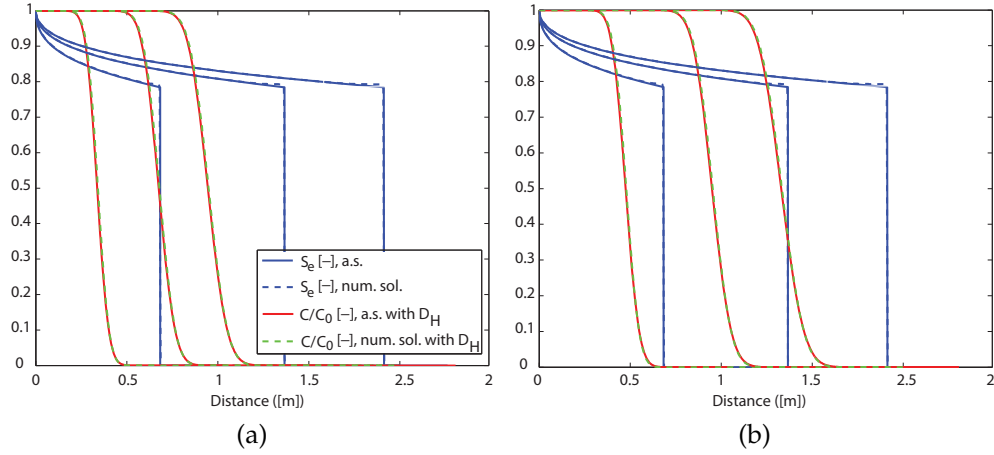 1
0.9
0.8
0.7
0.6
0.5
0.4
0.3
0.2
0.1
0
0 0.5 1 1.5 2.5 2
Distance ([m])
S_e [−], a.s.
S_e [−], num. sol.
C/C_0 [−], a.s. with D_H
C/C_0 [−], num. sol. with D_H
(a)
1
0.9
0.8
0.7
0.6
0.5
0.4
0.3
0.2
0.1
0
0 0.5 1 1.5 2.5 2
Distance ([m])
(b)